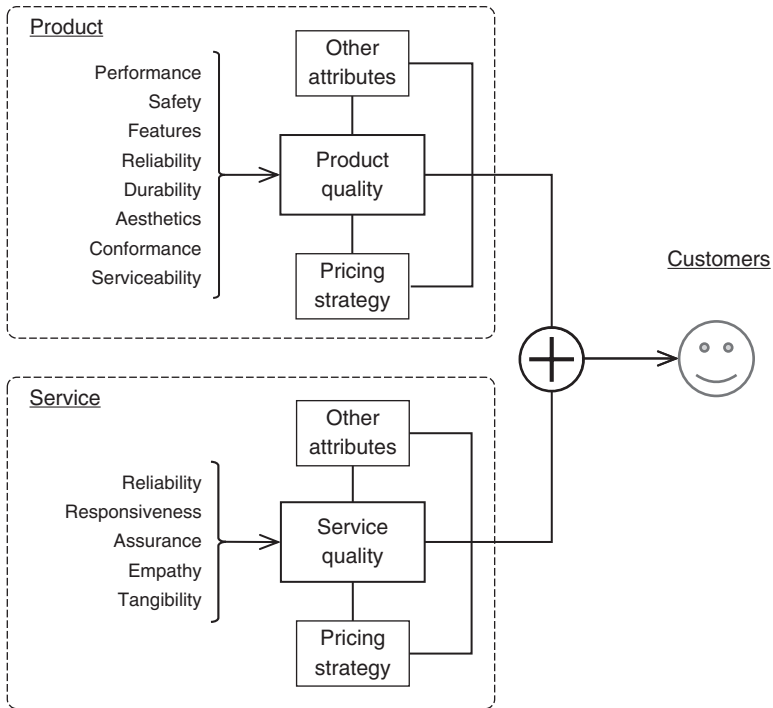 Product
Performance
Safety
Features
Reliability
Durability
Aesthetics
Conformance
Serviceability
Other
attributes
Product
quality
Pricing
strategy
Customers
Service
Reliability
Responsiveness
Assurance
Empathy
Tangibility
Other
attributes
Service
quality
Pricing
strategy